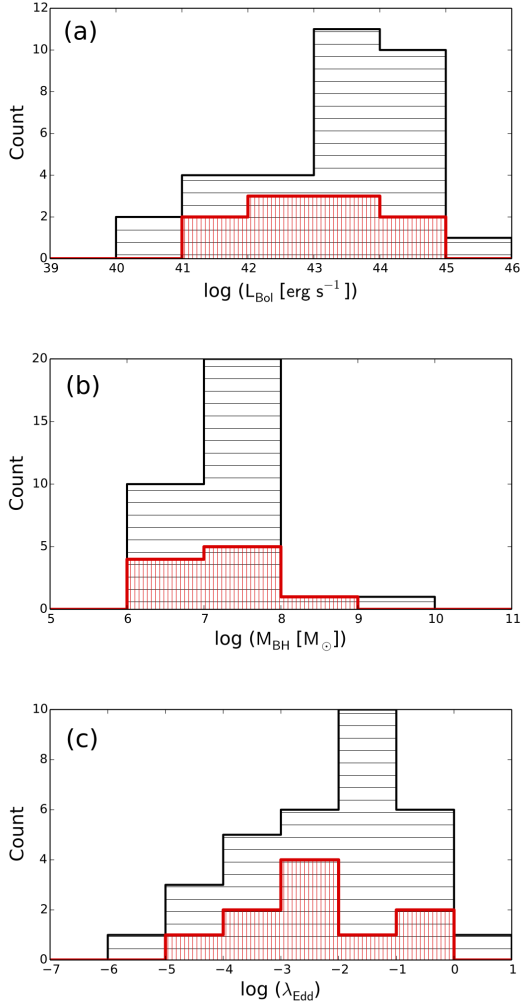 12
10
8
6
4
2
0
Count
(a)
39 40 41 42 43 44 45 46
log (L_Bol [erg s⁻¹])
20
15
10
5
0
Count
(b)
5 6 7 8 9 10 11
log (M_BH [M_⊙])
10
8
6
4
2
0
Count
(c)
−7 −6 −5 −4 −3 −2 −1 0 1
log (λ_Edd)